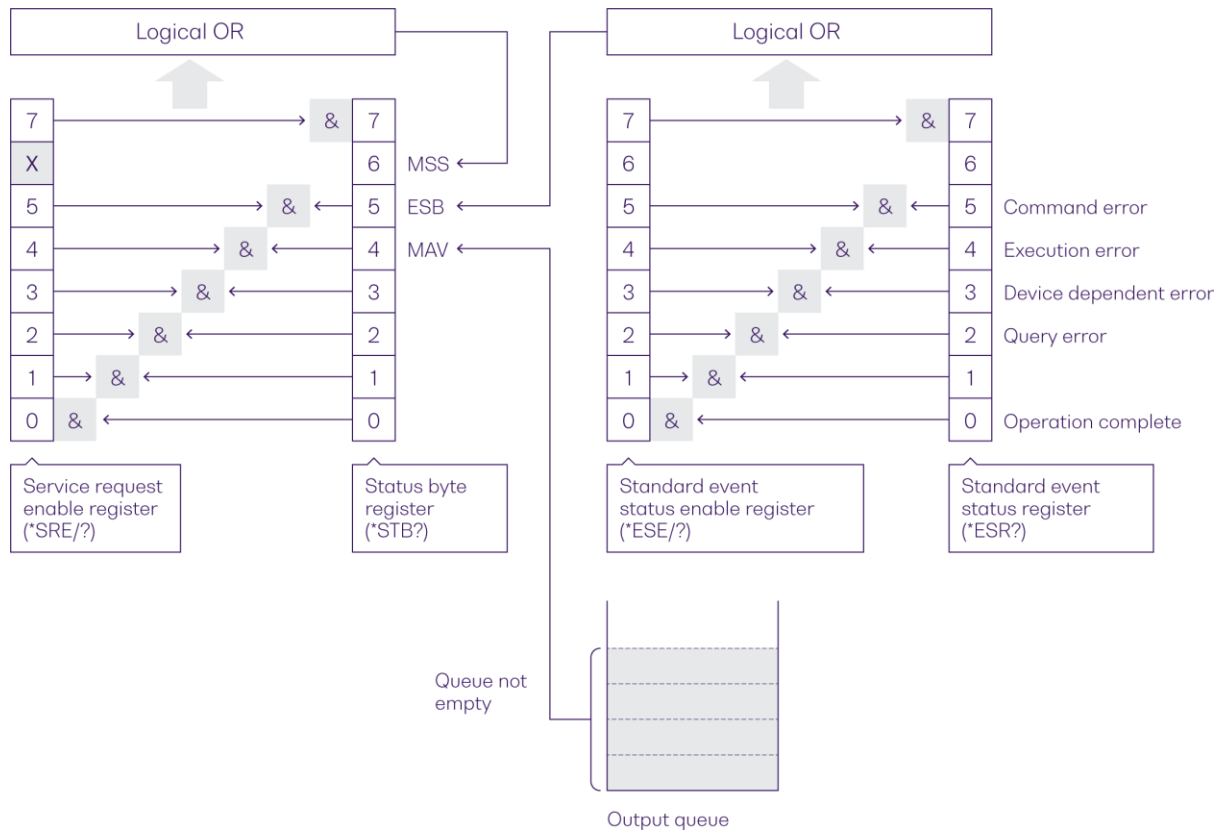 Logical OR
Logical OR
7 & 7 7 & 7
X 6 MSS 6 6
5 & 5 ESB 5 & 5 Command error
4 & 4 MAV 4 & 4 Execution error
3 & 3 3 & 3 Device dependent error
2 & 2 2 & 2 Query error
1 & 1 1 & 1
0 & 0 0 & 0 Operation complete
Service request
enable register
(*SRE/?)
Status byte
register
(*STB?)
Standard event
status enable register
(*ESE/?)
Standard event
status register
(*ESR?)
Queue not
empty
Output queue